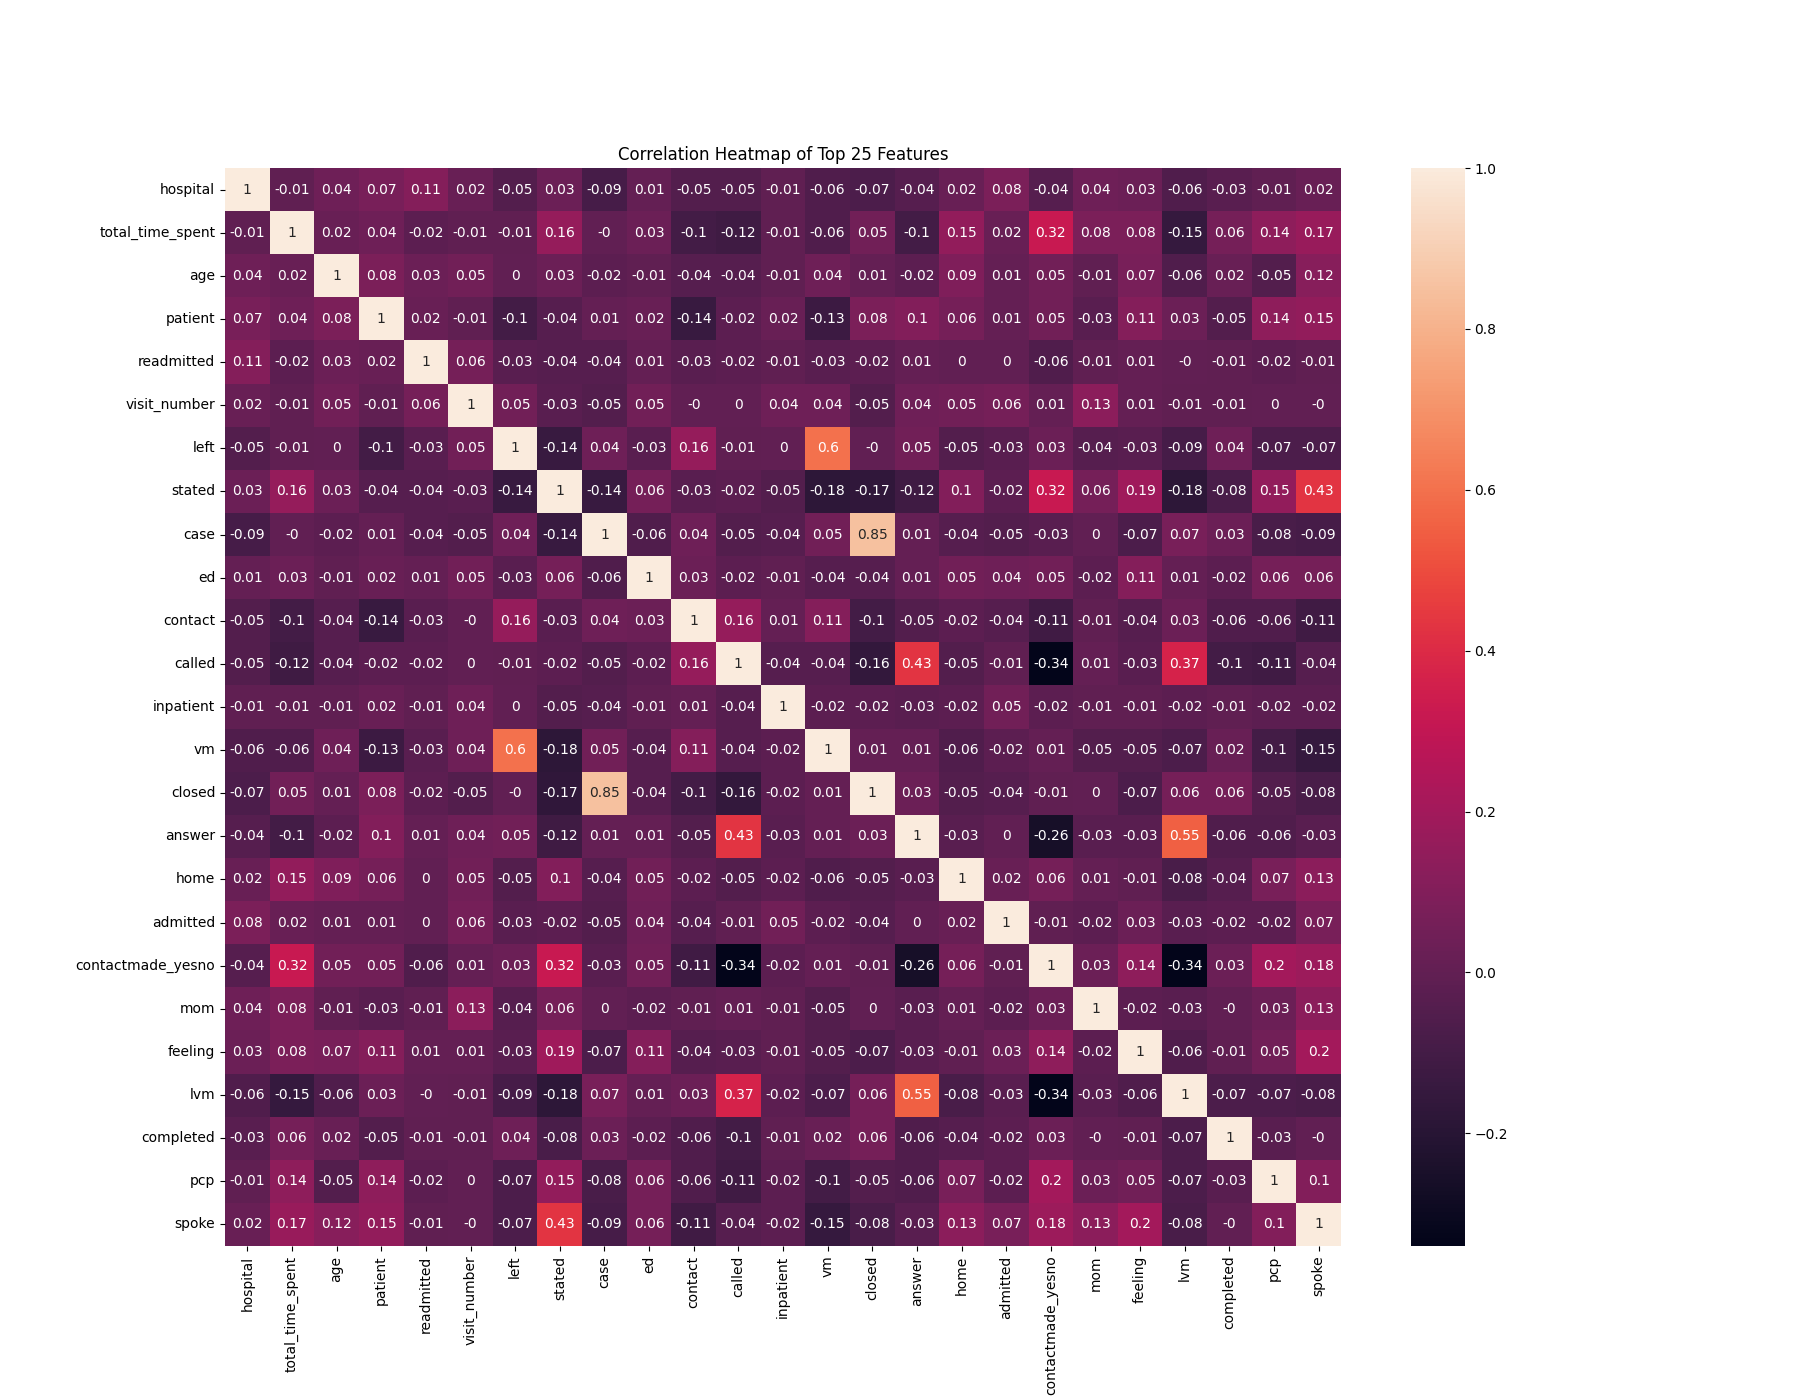 Correlation Heatmap of Top 25 Features
hospital 1 -0.01 0.04 0.07 0.11 0.02 -0.05 0.03 -0.09 0.01 -0.05 -0.05 -0.01 -0.06 -0.07 -0.04 0.02 0.08 -0.04 0.04 0.03 -0.06 -0.03 -0.01 0.02
total_time_spent -0.01 1 0.02 0.04 -0.02 -0.01 -0.01 0.16 -0 0.03 -0.1 -0.12 -0.01 -0.06 0.05 -0.1 0.15 0.02 0.32 0.08 0.08 -0.15 0.06 0.14 0.17
age 0.04 0.02 1 0.08 0.03 0.05 0 0.03 -0.02 -0.01 -0.04 -0.04 -0.01 0.04 0.01 -0.02 0.09 0.01 0.05 -0.01 0.07 -0.06 0.02 -0.05 0.12
patient 0.07 0.04 0.08 1 0.02 -0.01 -0.1 -0.04 0.01 0.02 -0.14 -0.02 0.02 -0.13 0.08 0.1 0.06 0.01 0.05 -0.03 0.11 0.03 -0.05 0.14 0.15
readmitted 0.11 -0.02 0.03 0.02 1 0.06 -0.03 -0.04 -0.04 0.01 -0.03 -0.02 -0.01 -0.03 -0.02 0.01 0 0 -0.06 -0.01 0.01 -0 -0.01 -0.02 -0.01
visit_number 0.02 -0.01 0.05 -0.01 0.06 1 0.05 -0.03 -0.05 0.05 -0 0 0.04 0.04 -0.05 0.04 0.05 0.06 0.01 0.13 0.01 -0.01 -0.01 0 -0
left -0.05 -0.01 0 -0.1 -0.03 0.05 1 -0.14 0.04 -0.03 0.16 -0.01 0 0.6 -0 0.05 -0.05 -0.03 0.03 -0.04 -0.03 -0.09 0.04 -0.07 -0.07
stated 0.03 0.16 0.03 -0.04 -0.04 -0.03 -0.14 1 -0.14 0.06 -0.03 -0.02 -0.05 -0.18 -0.17 -0.12 0.1 -0.02 0.32 0.06 0.19 -0.18 -0.08 0.15 0.43
case -0.09 -0 -0.02 0.01 -0.04 -0.05 0.04 -0.14 1 -0.06 0.04 -0.05 -0.04 0.05 0.85 0.01 -0.04 -0.05 -0.03 0 -0.07 0.07 0.03 -0.08 -0.09
ed 0.01 0.03 -0.01 0.02 0.01 0.05 -0.03 0.06 -0.06 1 0.03 -0.02 -0.01 -0.04 -0.04 0.01 0.05 0.04 0.05 -0.02 0.11 0.01 -0.02 0.06 0.06
contact -0.05 -0.1 -0.04 -0.14 -0.03 -0 0.16 -0.03 0.04 0.03 1 0.16 0.01 0.11 -0.1 -0.05 -0.02 -0.04 -0.11 -0.01 -0.04 0.03 -0.06 -0.06 -0.11
called -0.05 -0.12 -0.04 -0.02 -0.02 0 -0.01 -0.02 -0.05 -0.02 0.16 1 -0.04 -0.04 -0.16 0.43 -0.05 -0.01 -0.34 0.01 -0.03 0.37 -0.1 -0.11 -0.04
inpatient -0.01 -0.01 -0.01 0.02 -0.01 0.04 0 -0.05 -0.04 -0.01 0.01 -0.04 1 -0.02 -0.02 -0.03 -0.02 0.05 -0.02 -0.01 -0.01 -0.02 -0.01 -0.02 -0.02
vm -0.06 -0.06 0.04 -0.13 -0.03 0.04 0.6 -0.18 0.05 -0.04 0.11 -0.04 -0.02 1 0.01 0.01 -0.06 -0.02 0.01 -0.05 -0.05 -0.07 0.02 -0.1 -0.15
closed -0.07 0.05 0.01 0.08 -0.02 -0.05 -0 -0.17 0.85 -0.04 -0.1 -0.16 -0.02 0.01 1 0.03 -0.05 -0.04 -0.01 0 -0.07 0.06 0.06 -0.05 -0.08
answer -0.04 -0.1 -0.02 0.1 0.01 0.04 0.05 -0.12 0.01 0.01 -0.05 0.43 -0.03 0.01 0.03 1 -0.03 0 -0.26 -0.03 -0.03 0.55 -0.06 -0.06 -0.03
home 0.02 0.15 0.09 0.06 0 0.05 -0.05 0.1 -0.04 0.05 -0.02 -0.05 -0.02 -0.06 -0.05 -0.03 1 0.02 0.06 0.01 -0.01 -0.08 -0.04 0.07 0.13
admitted 0.08 0.02 0.01 0.01 0 0.06 -0.03 -0.02 -0.05 0.04 -0.04 -0.01 0.05 -0.02 -0.04 0 0.02 1 -0.01 -0.02 0.03 -0.03 -0.02 -0.02 0.07
contactmade_yesno -0.04 0.32 0.05 0.05 -0.06 0.01 0.03 0.32 -0.03 0.05 -0.11 -0.34 -0.02 0.01 -0.01 -0.26 0.06 -0.01 1 0.03 0.14 -0.34 0.03 0.2 0.18
mom 0.04 0.08 -0.01 -0.03 -0.01 0.13 -0.04 0.06 0 -0.02 -0.01 0.01 -0.01 -0.05 0 -0.03 0.01 -0.02 0.03 1 -0.02 -0.03 -0 0.03 0.13
feeling 0.03 0.08 0.07 0.11 0.01 0.01 -0.03 0.19 -0.07 0.11 -0.04 -0.03 -0.01 -0.05 -0.07 -0.03 -0.01 0.03 0.14 -0.02 1 -0.06 -0.01 0.05 0.2
lvm -0.06 -0.15 -0.06 0.03 -0 -0.01 -0.09 -0.18 0.07 0.01 0.03 0.37 -0.02 -0.07 0.06 0.55 -0.08 -0.03 -0.34 -0.03 -0.06 1 -0.07 -0.07 -0.08
completed -0.03 0.06 0.02 -0.05 -0.01 -0.01 0.04 -0.08 0.03 -0.02 -0.06 -0.1 -0.01 0.02 0.06 -0.06 -0.04 -0.02 0.03 -0 -0.01 -0.07 1 -0.03 -0
pcp -0.01 0.14 -0.05 0.14 -0.02 0 -0.07 0.15 -0.08 0.06 -0.06 -0.11 -0.02 -0.1 -0.05 -0.06 0.07 -0.02 0.2 0.03 0.05 -0.07 -0.03 1 0.1
spoke 0.02 0.17 0.12 0.15 -0.01 -0 -0.07 0.43 -0.09 0.06 -0.11 -0.04 -0.02 -0.15 -0.08 -0.03 0.13 0.07 0.18 0.13 0.2 -0.08 -0 0.1 1
hospital total_time_spent age patient readmitted visit_number left stated case ed contact called inpatient vm closed answer home admitted contactmade_yesno mom feeling lvm completed pcp spoke
1.0
0.8
0.6
0.4
0.2
0.0
−0.2